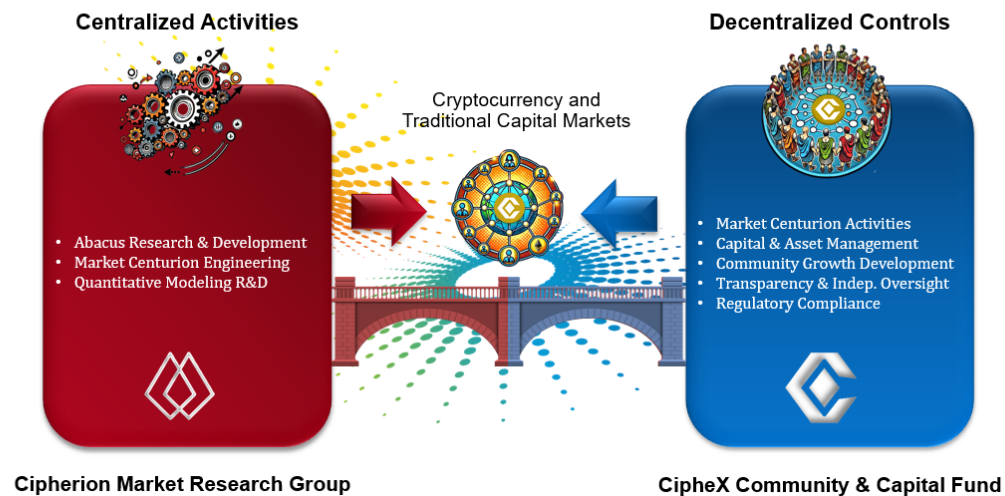 Centralized Activities
Decentralized Controls
Cryptocurrency and
Traditional Capital Markets
• Abacus Research & Development
• Market Centurion Engineering
• Quantitative Modeling R&D
• Market Centurion Activities
• Capital & Asset Management
• Community Growth Development
• Transparency & Indep. Oversight
• Regulatory Compliance
Cipherion Market Research Group
CipheX Community & Capital Fund